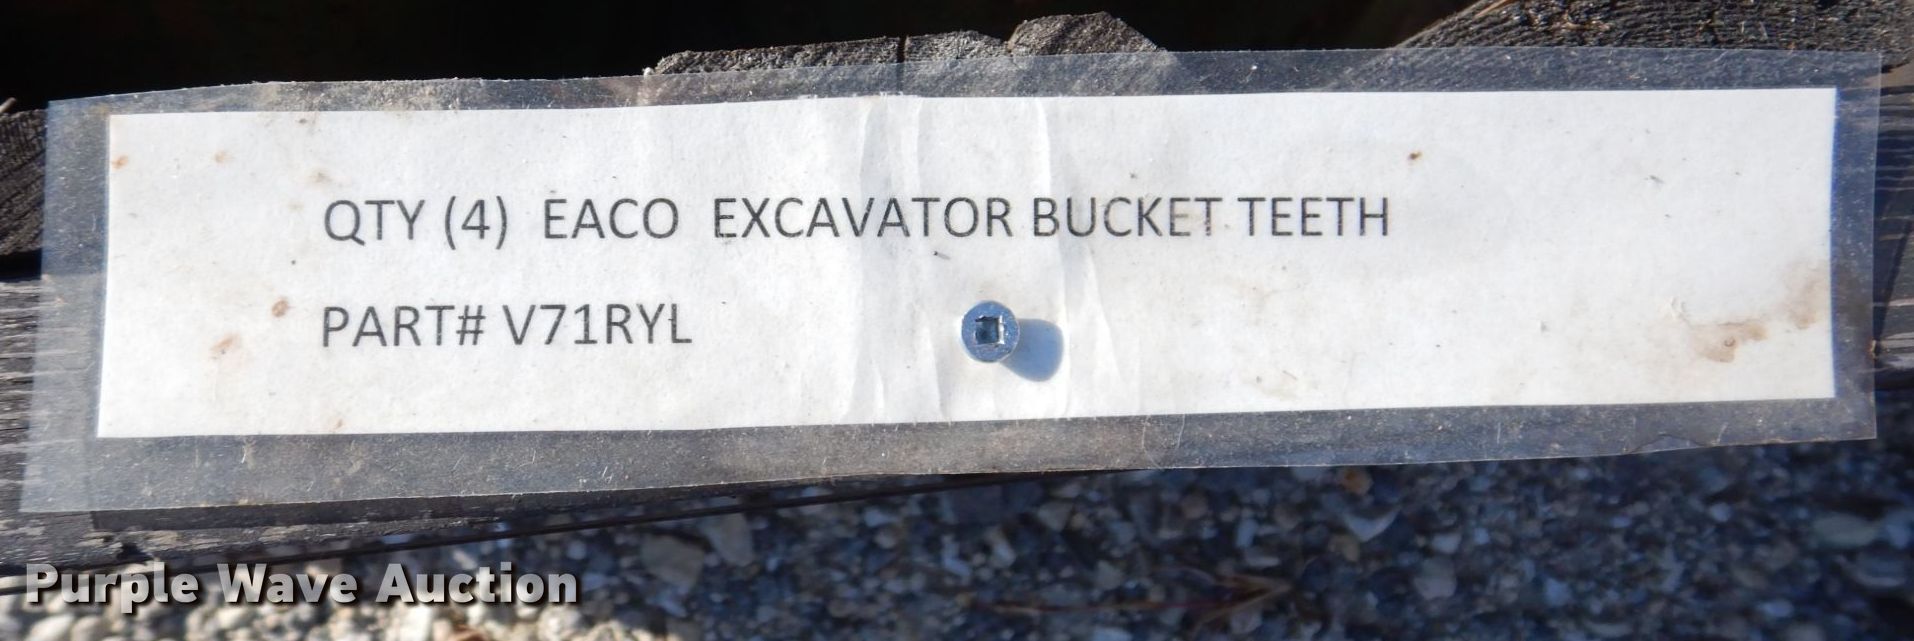 QTY (4) EACO EXCAVATOR BUCKET TEETH
PART# V71RYL
Purple Wave Auction